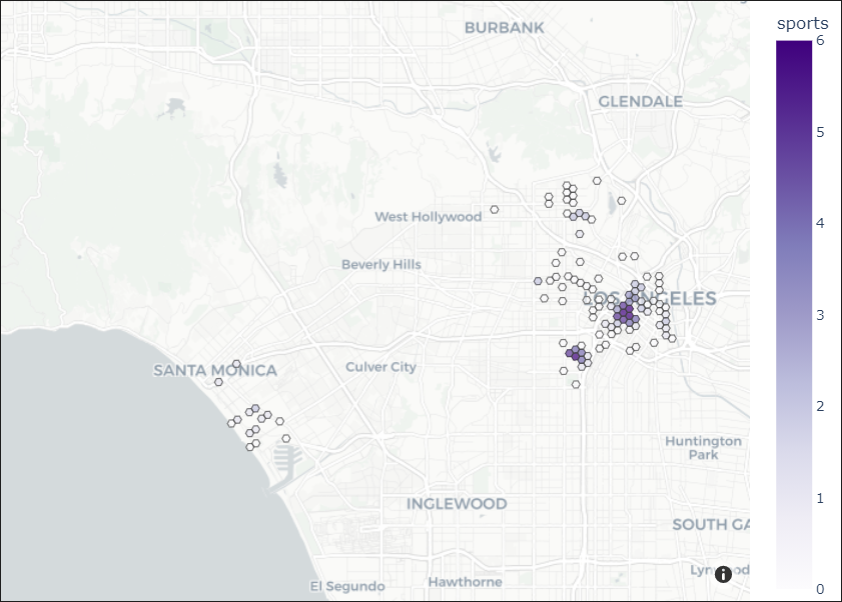 BURBANK
sports
6
GLENDALE
5
4
West Hollywood
Beverly Hills
LOS ANGELES
3
SANTA MONICA
Culver City
2
Huntington
Park
1
INGLEWOOD
SOUTH GA
Hawthorne
El Segundo
0